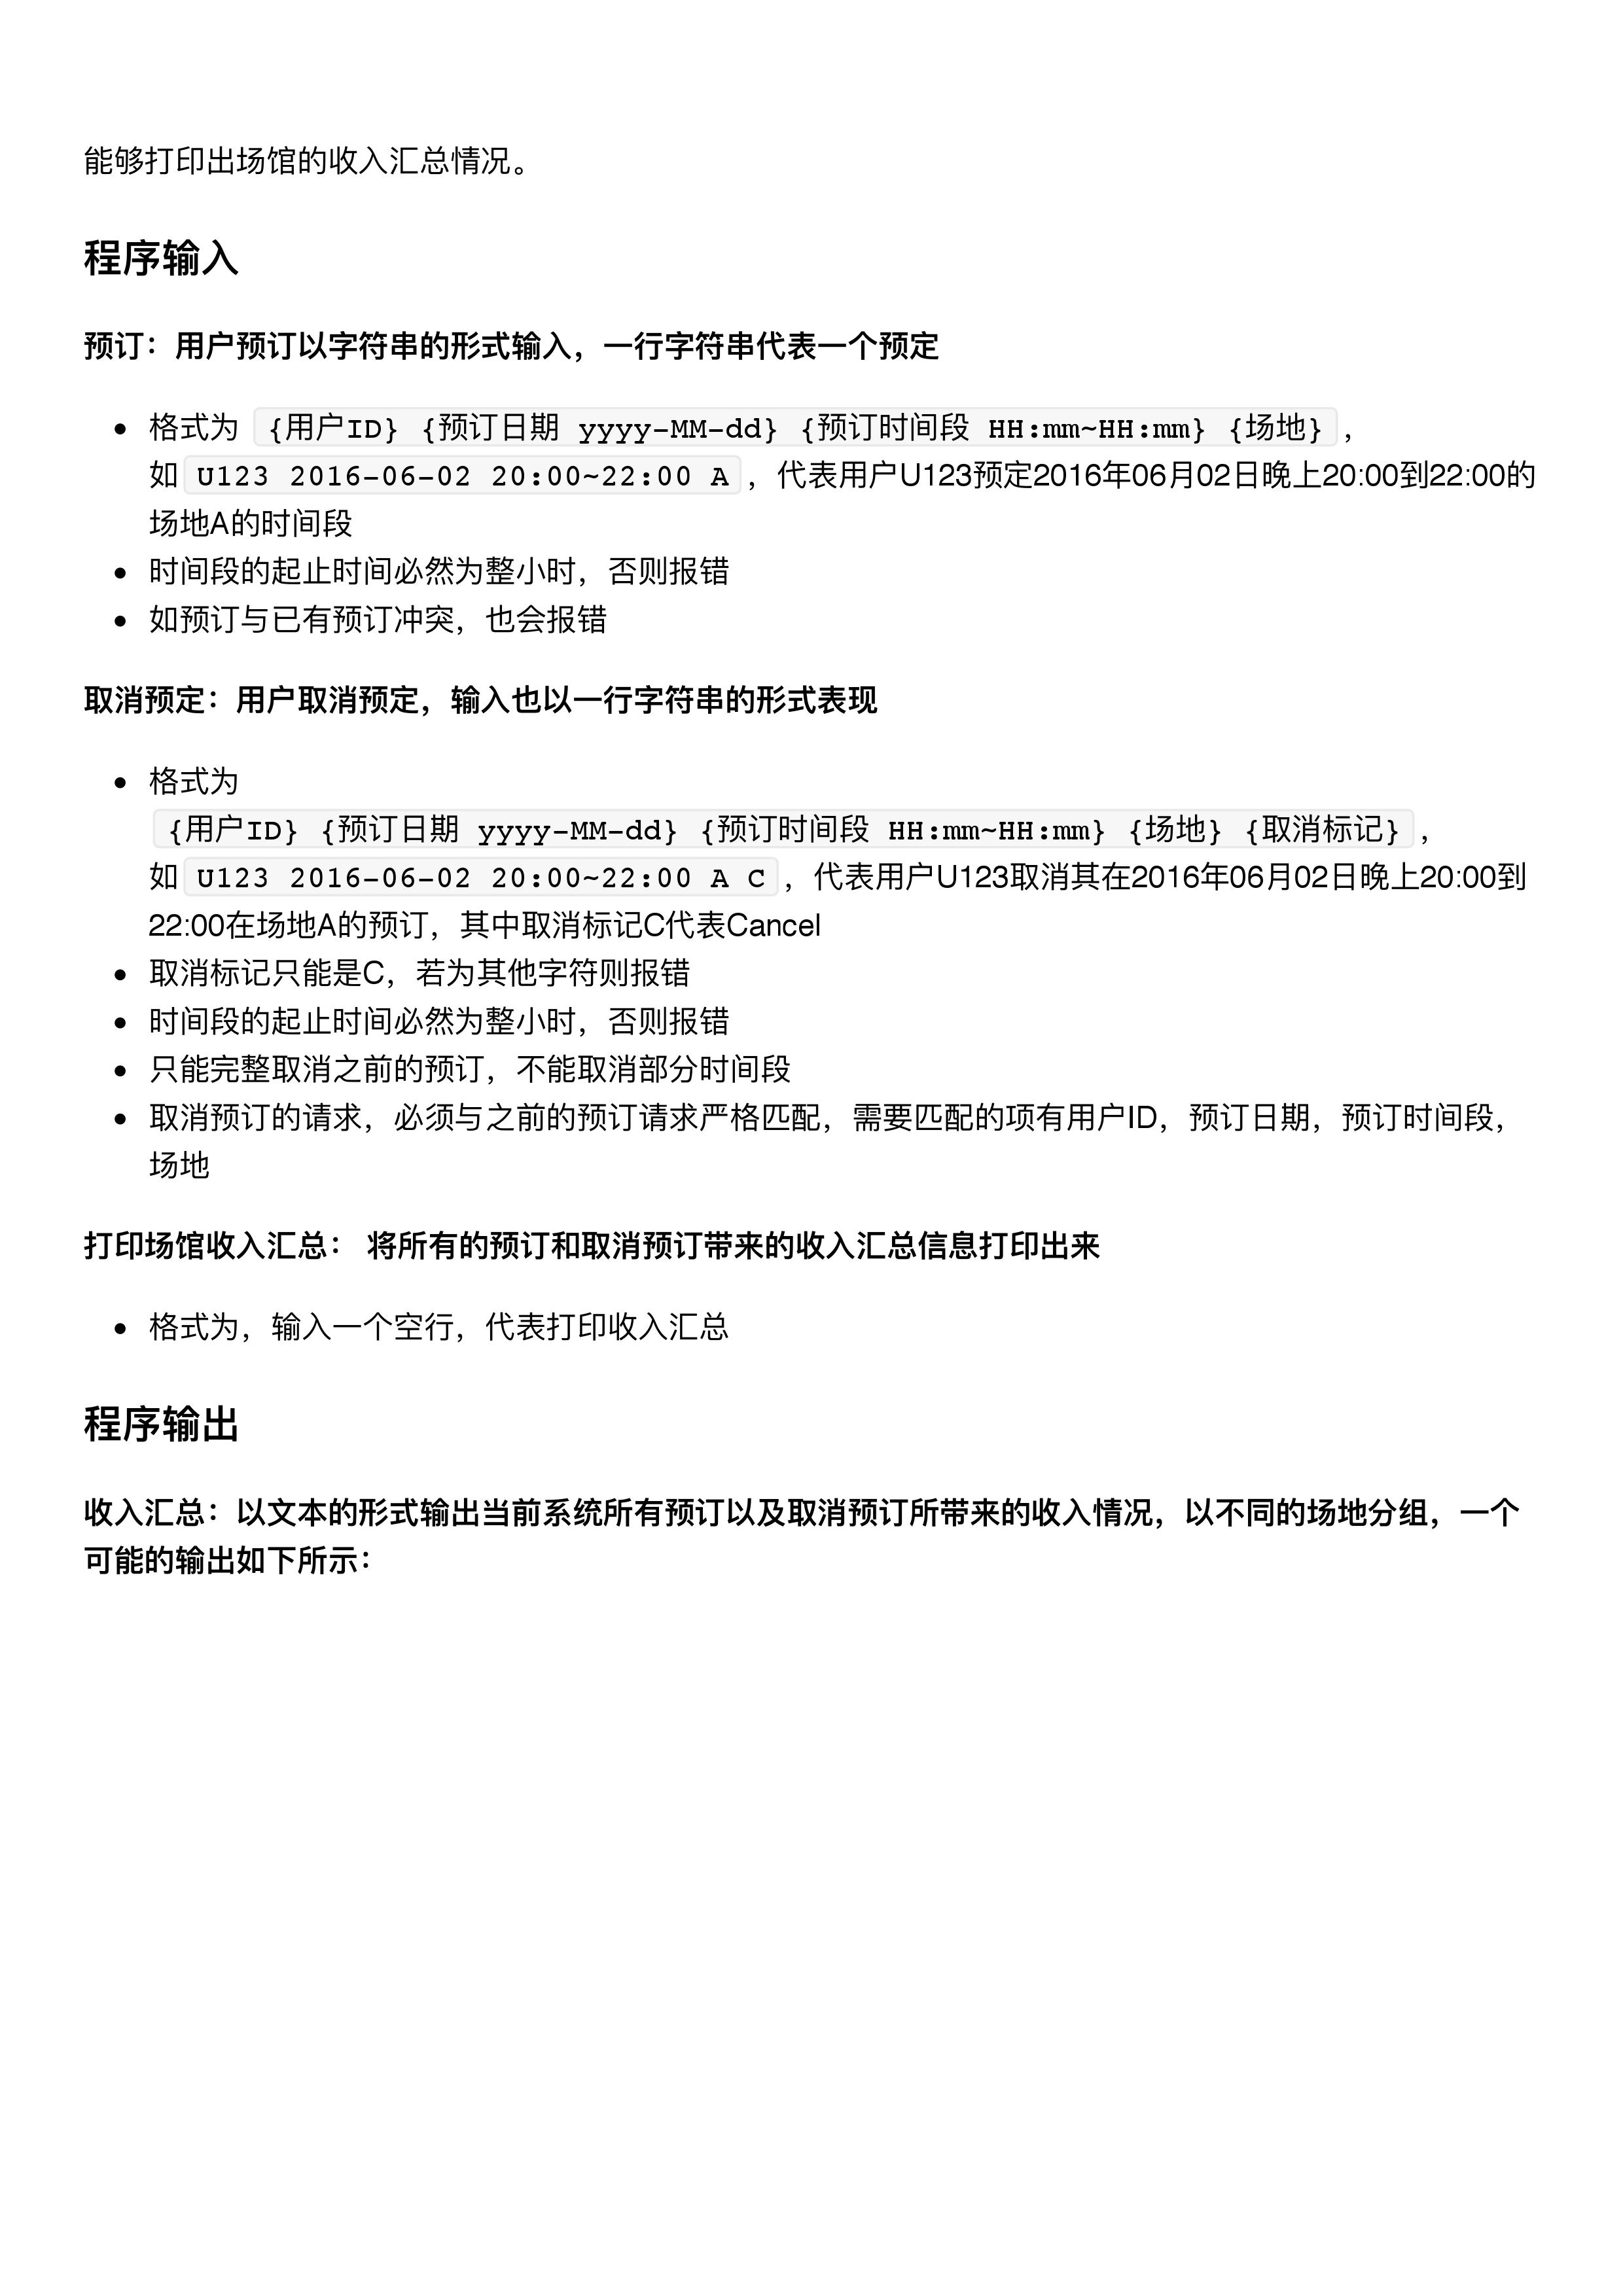 能够打印出场馆的收入汇总情况。
程序输入
预订：用户预订以字符串的形式输入，一行字符串代表一个预定
• 格式为 {用户ID} {预订日期 yyyy-MM-dd} {预订时间段 HH:mm~HH:mm} {场地}，
如 U123 2016-06-02 20:00~22:00 A，代表用户U123预定2016年06月02日晚上20:00到22:00的
场地A的时间段
• 时间段的起止时间必然为整小时，否则报错
• 如预订与已有预订冲突，也会报错
取消预定：用户取消预定，输入也以一行字符串的形式表现
• 格式为
{用户ID} {预订日期 yyyy-MM-dd} {预订时间段 HH:mm~HH:mm} {场地} {取消标记}，
如 U123 2016-06-02 20:00~22:00 A C，代表用户U123取消其在2016年06月02日晚上20:00到
22:00在场地A的预订，其中取消标记C代表Cancel
• 取消标记只能是C，若为其他字符则报错
• 时间段的起止时间必然为整小时，否则报错
• 只能完整取消之前的预订，不能取消部分时间段
• 取消预订的请求，必须与之前的预订请求严格匹配，需要匹配的项有用户ID，预订日期，预订时间段，
场地
打印场馆收入汇总： 将所有的预订和取消预订带来的收入汇总信息打印出来
• 格式为，输入一个空行，代表打印收入汇总
程序输出
收入汇总：以文本的形式输出当前系统所有预订以及取消预订所带来的收入情况，以不同的场地分组，一个
可能的输出如下所示：